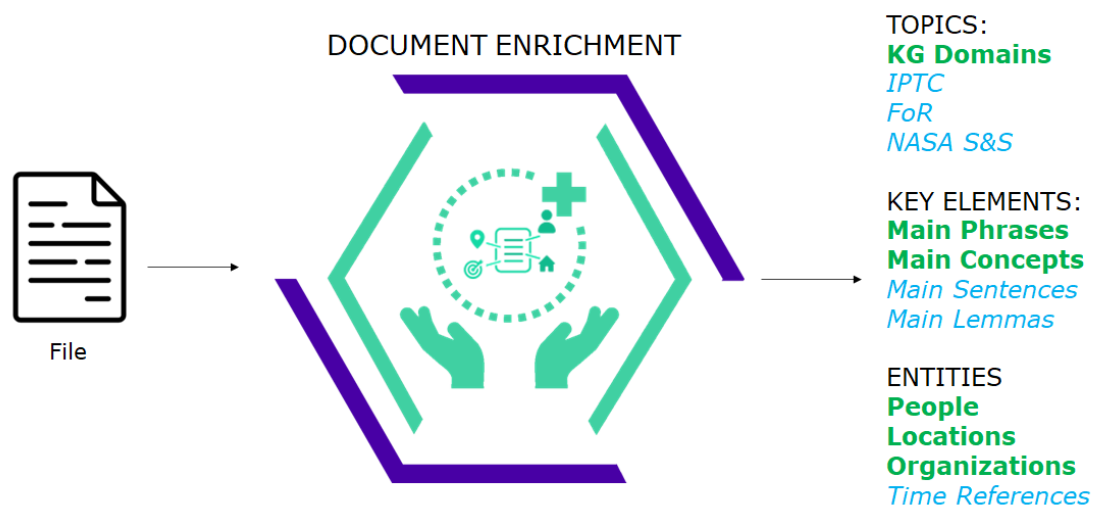 DOCUMENT ENRICHMENT
File
TOPICS:
KG Domains
IPTC
FoR
NASA S&S
KEY ELEMENTS:
Main Phrases
Main Concepts
Main Sentences
Main Lemmas
ENTITIES
People
Locations
Organizations
Time References